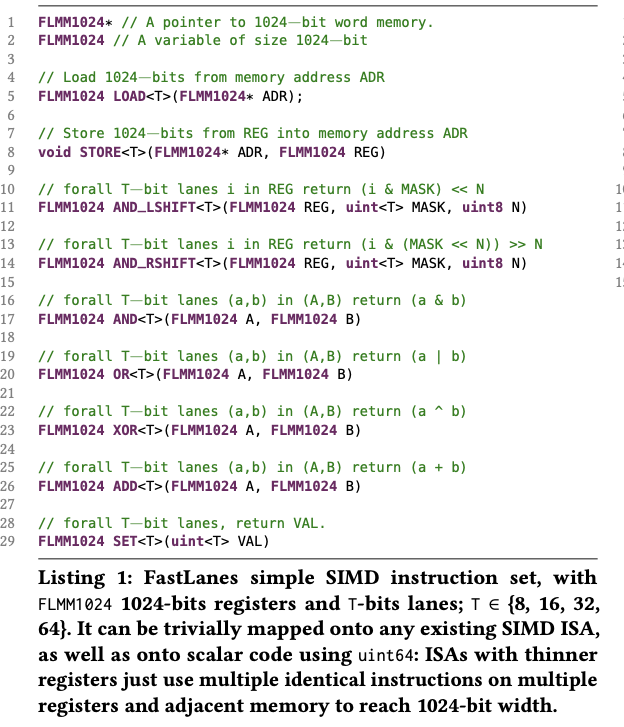 1 FLMM1024* // A pointer to 1024—bit word memory.
2 FLMM1024 // A variable of size 1024—bit
3
4 // Load 1024—bits from memory address ADR
5 FLMM1024 LOAD<T>(FLMM1024* ADR);
6
7 // Store 1024—bits from REG into memory address ADR
8 void STORE<T>(FLMM1024* ADR, FLMM1024 REG)
9
10 // forall T—bit lanes i in REG return (i & MASK) << N
11 FLMM1024 AND_LSHIFT<T>(FLMM1024 REG, uint<T> MASK, uint8 N)
12
13 // forall T—bit lanes i in REG return (i & (MASK << N)) >> N
14 FLMM1024 AND_RSHIFT<T>(FLMM1024 REG, uint<T> MASK, uint8 N)
15
16 // forall T—bit lanes (a,b) in (A,B) return (a & b)
17 FLMM1024 AND<T>(FLMM1024 A, FLMM1024 B)
18
19 // forall T—bit lanes (a,b) in (A,B) return (a | b)
20 FLMM1024 OR<T>(FLMM1024 A, FLMM1024 B)
21
22 // forall T—bit lanes (a,b) in (A,B) return (a ^ b)
23 FLMM1024 XOR<T>(FLMM1024 A, FLMM1024 B)
24
25 // forall T—bit lanes (a,b) in (A,B) return (a + b)
26 FLMM1024 ADD<T>(FLMM1024 A, FLMM1024 B)
27
28 // forall T—bit lanes, return VAL.
29 FLMM1024 SET<T>(uint<T> VAL)
Listing 1: FastLanes simple SIMD instruction set, with
FLMM1024 1024-bits registers and T-bits lanes; T ∈ {8, 16, 32,
64}. It can be trivially mapped onto any existing SIMD ISA,
as well as onto scalar code using uint64: ISAs with thinner
registers just use multiple identical instructions on multiple
registers and adjacent memory to reach 1024-bit width.